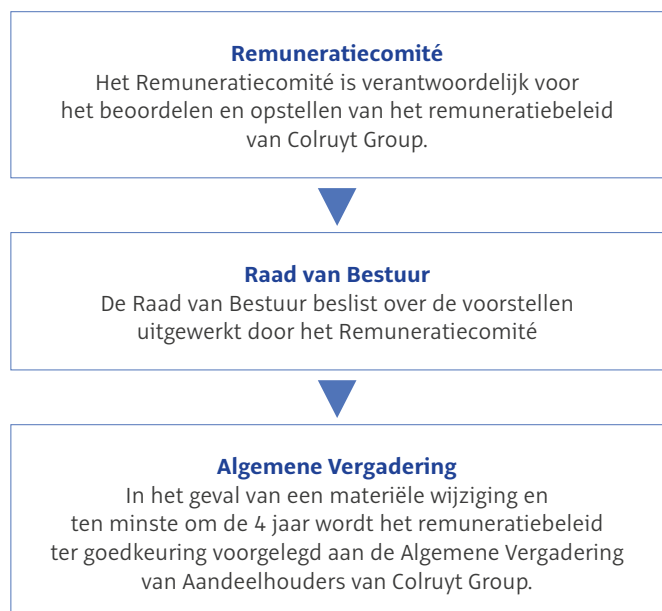 Remuneratiecomité
Het Remuneratiecomité is verantwoordelijk voor
het beoordelen en opstellen van het remuneratiebeleid
van Colruyt Group.
Raad van Bestuur
De Raad van Bestuur beslist over de voorstellen
uitgewerkt door het Remuneratiecomité
Algemene Vergadering
In het geval van een materiële wijziging en
ten minste om de 4 jaar wordt het remuneratiebeleid
ter goedkeuring voorgelegd aan de Algemene Vergadering
van Aandeelhouders van Colruyt Group.